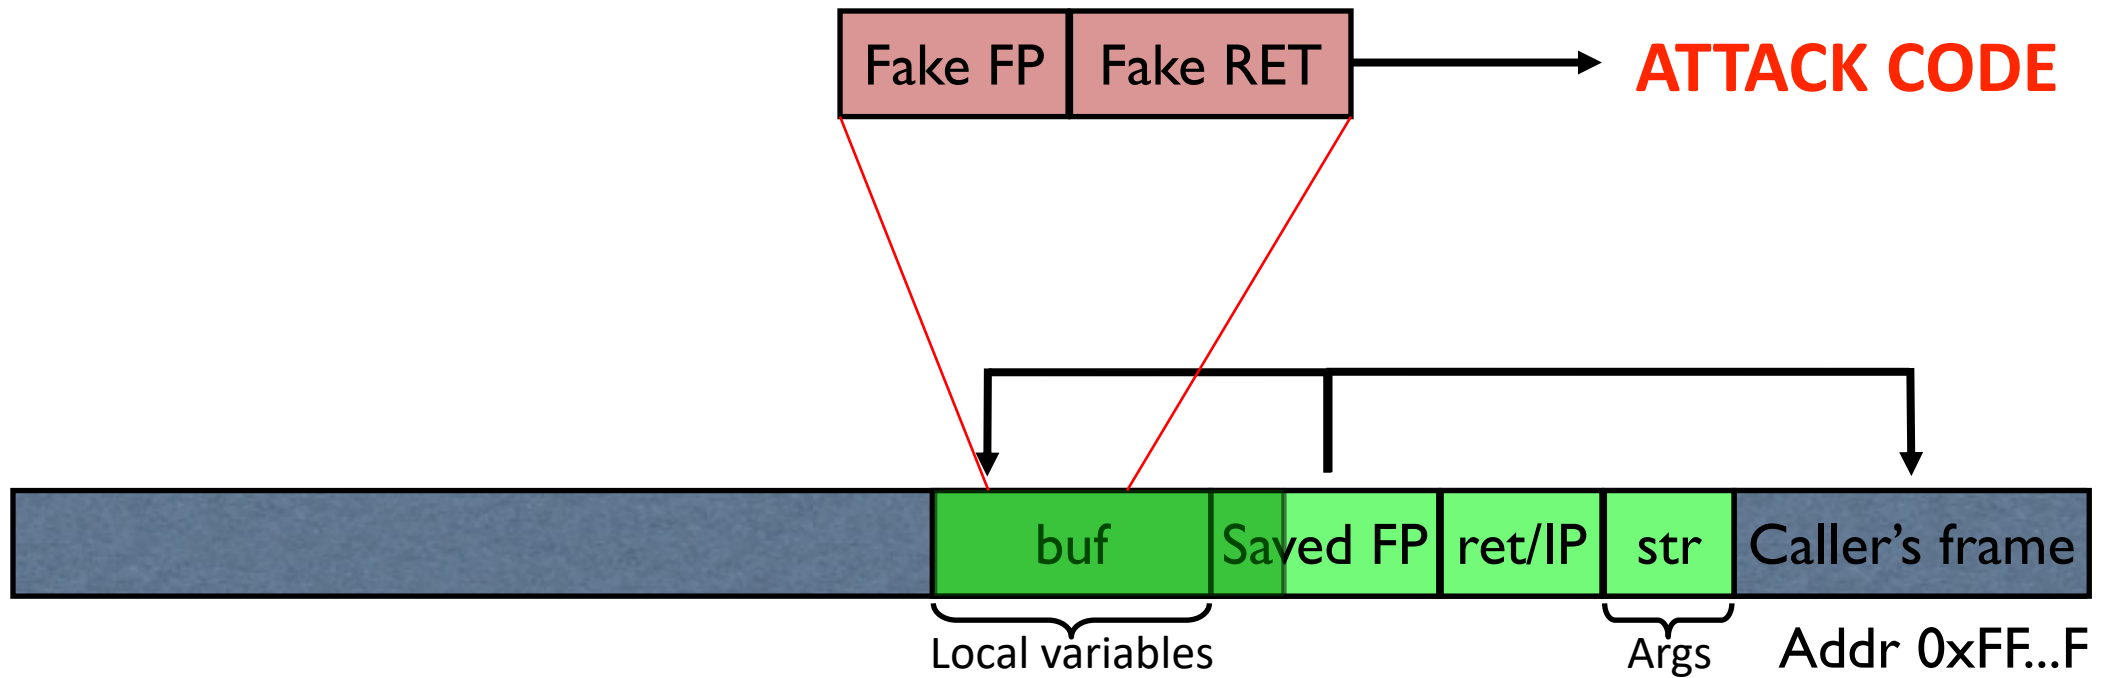 Fake FP Fake RET ATTACK CODE
buf Saved FP ret/IP str Caller’s frame
Local variables Args Addr 0xFF...F